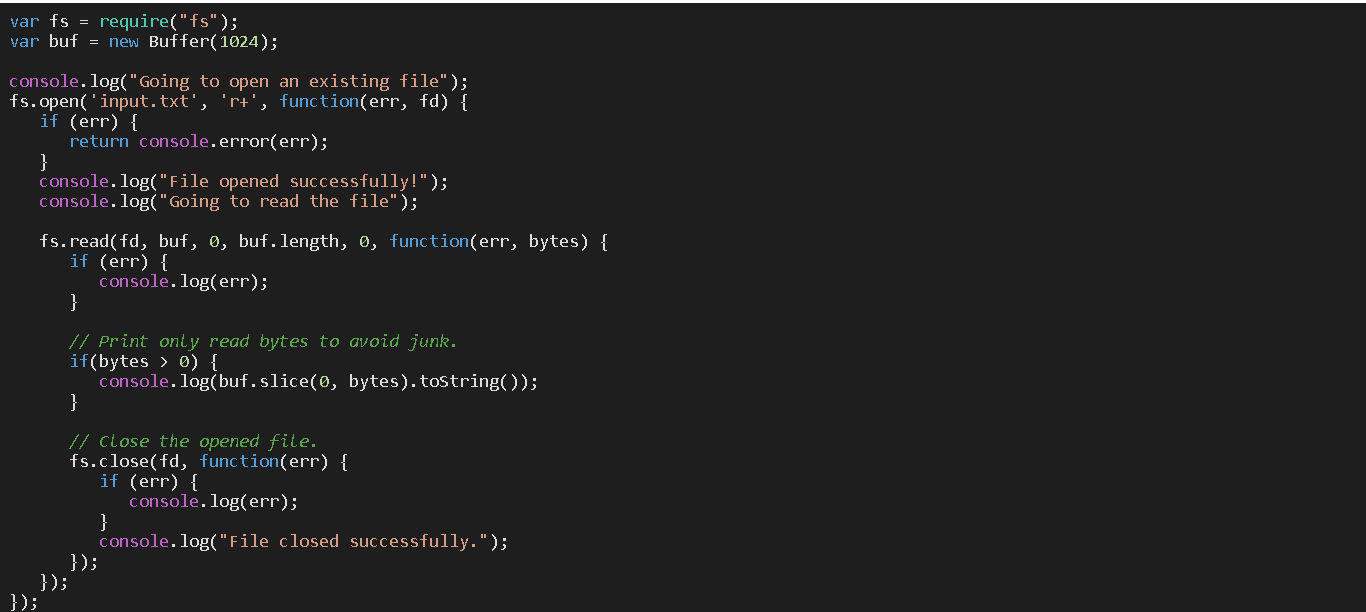 var fs = require("fs");
var buf = new Buffer(1024);

console.log("Going to open an existing file");
fs.open('input.txt', 'r+', function(err, fd) {
   if (err) {
      return console.error(err);
   }
   console.log("File opened successfully!");
   console.log("Going to read the file");

   fs.read(fd, buf, 0, buf.length, 0, function(err, bytes) {
      if (err) {
         console.log(err);
      }

      // Print only read bytes to avoid junk.
      if(bytes > 0) {
         console.log(buf.slice(0, bytes).toString());
      }

      // Close the opened file.
      fs.close(fd, function(err) {
         if (err) {
            console.log(err);
         }
         console.log("File closed successfully.");
      });
   });
});